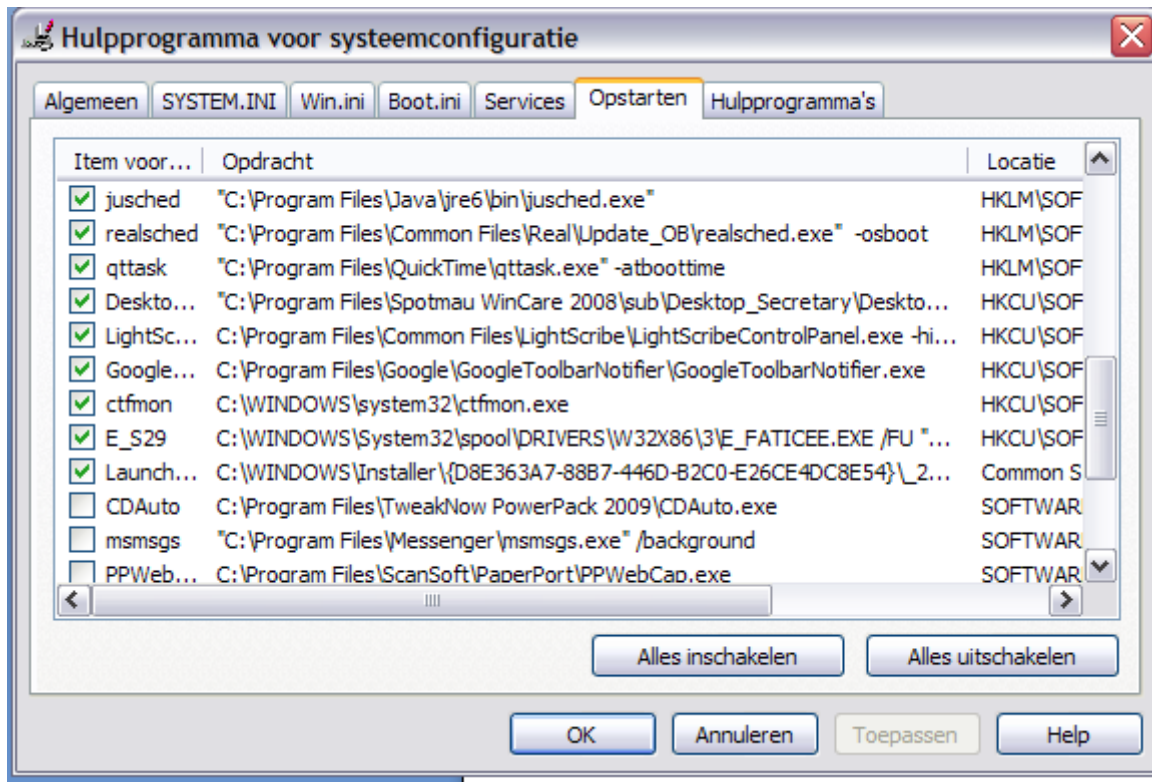 Hulpprogramma voor systeemconfiguratie
Algemeen SYSTEM.INI Win.ini Boot.ini Services Opstarten Hulpprogramma's
Item voor... Opdracht Locatie
jusched "C:\Program Files\Java\jre6\bin\jusched.exe" HKLM\SOF
realsched "C:\Program Files\Common Files\Real\Update_OB\realsched.exe" -osboot HKLM\SOF
qttask "C:\Program Files\QuickTime\qttask.exe" -atboottime HKLM\SOF
Deskto... "C:\Program Files\Spotmau WinCare 2008\sub\Desktop_Secretary\Deskto... HKCU\SOF
LightSc... C:\Program Files\Common Files\LightScribe\LightScribeControlPanel.exe -hi... HKCU\SOF
Google... C:\Program Files\Google\GoogleToolbarNotifier\GoogleToolbarNotifier.exe HKCU\SOF
ctfmon C:\WINDOWS\system32\ctfmon.exe HKCU\SOF
E_S29 C:\WINDOWS\System32\spool\DRIVERS\W32X86\3\E_FATICEE.EXE /FU "... HKCU\SOF
Launch... C:\WINDOWS\Installer\{D8E363A7-88B7-446D-B2C0-E26CE4DC8E54}\_2... Common S
CDAuto C:\Program Files\TweakNow PowerPack 2009\CDAuto.exe SOFTWAR
msmsgs "C:\Program Files\Messenger\msmsgs.exe" /background SOFTWAR
PPWeb... C:\Program Files\ScanSoft\PaperPort\PPWebCap.exe SOFTWAR
Alles inschakelen Alles uitschakelen
OK Annuleren Toepassen Help